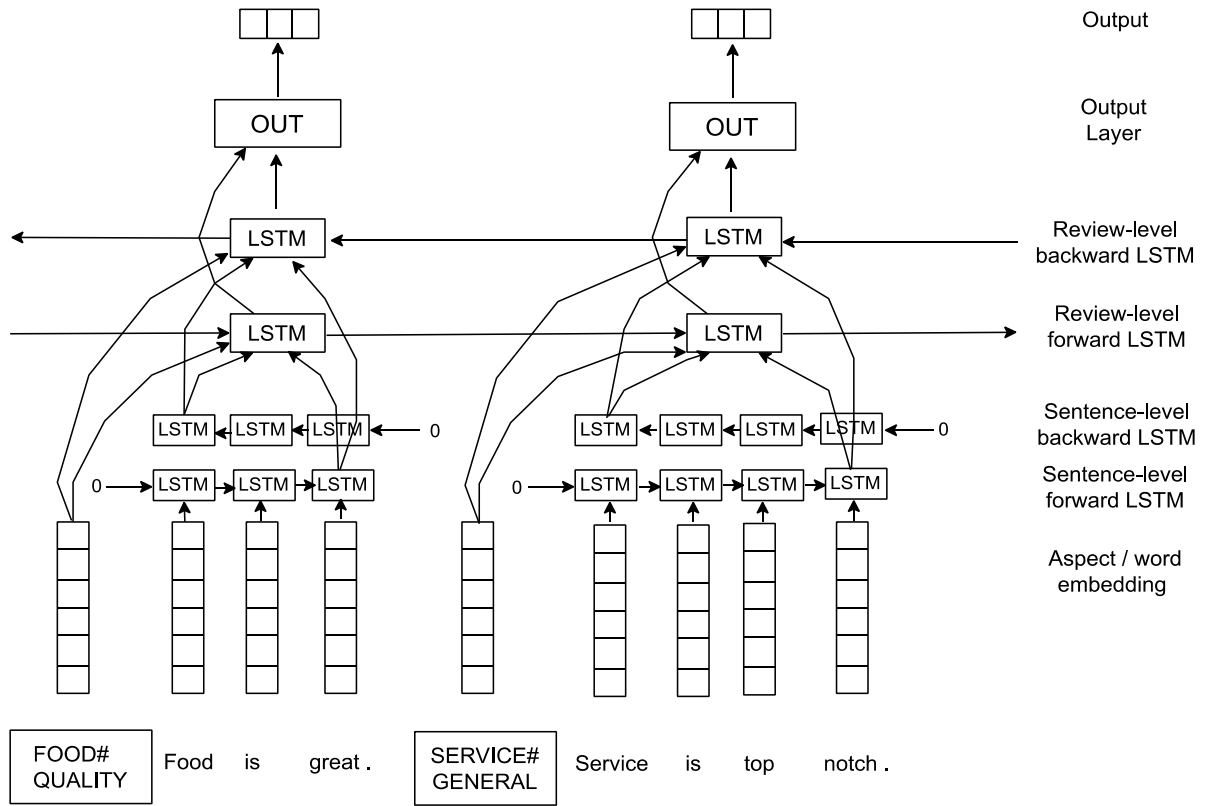 Output
OUT OUT Output
Layer
LSTM LSTM Review-level
backward LSTM
LSTM LSTM Review-level
forward LSTM
LSTM LSTM LSTM 0 LSTM LSTM LSTM LSTM 0 Sentence-level
backward LSTM
0 LSTM LSTM LSTM 0 LSTM LSTM LSTM LSTM Sentence-level
forward LSTM
Aspect / word
embedding
FOOD#
QUALITY
Food is great .
SERVICE#
GENERAL
Service is top notch .